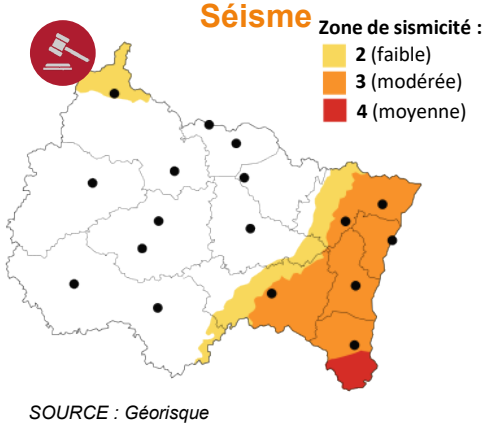 Séisme
Zone de sismicité :
2 (faible)
3 (modérée)
4 (moyenne)
SOURCE : Géorisque